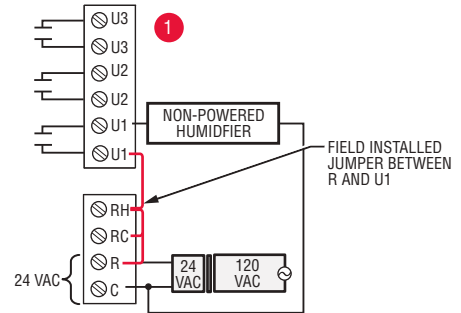 U3
1
U3
U2
U2
U1
NON-POWERED
HUMIDFIER
U1
FIELD INSTALLED
JUMPER BETWEEN
R AND U1
RH
RC
R
24 VAC
C
24
VAC
120
VAC